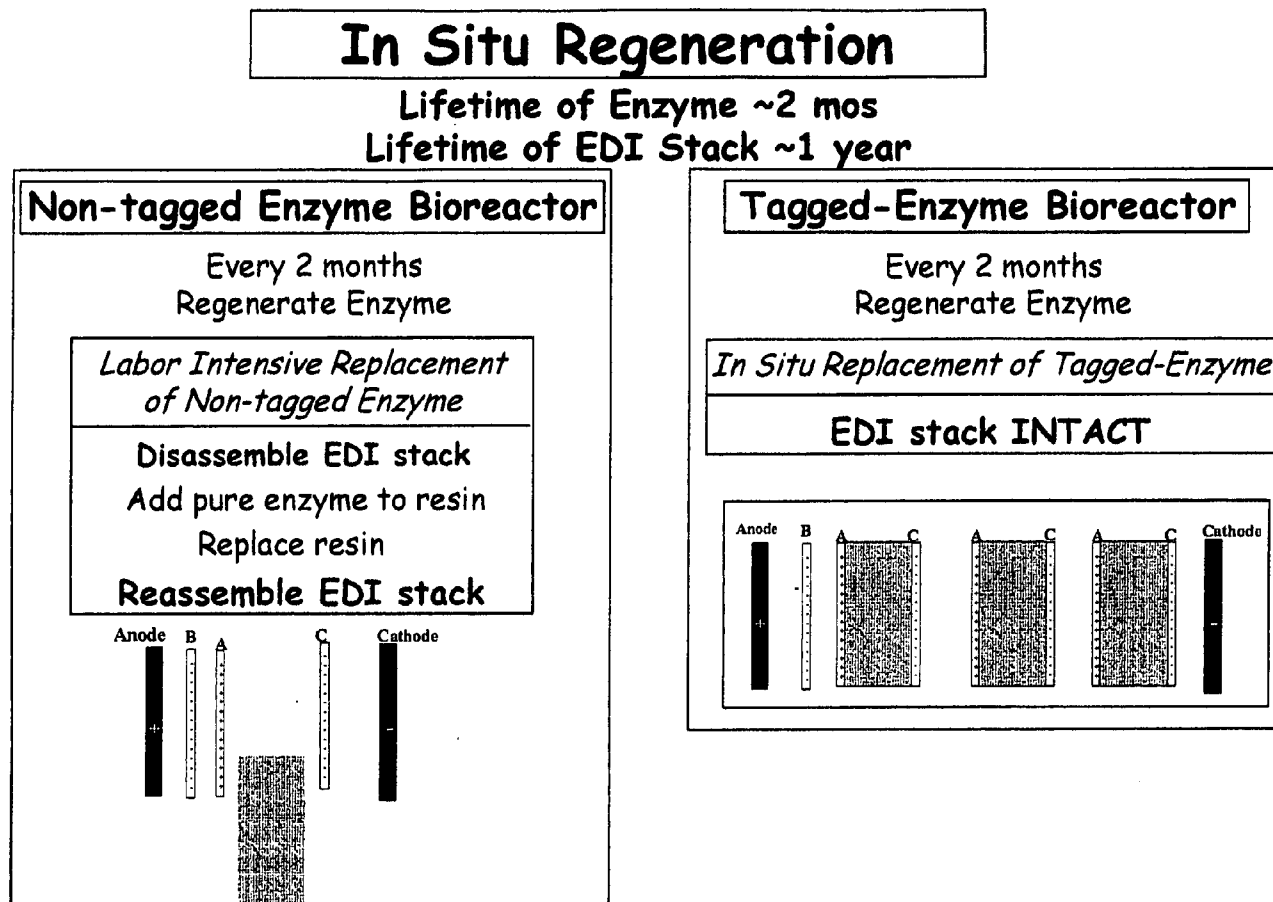 In Situ Regeneration
Lifetime of Enzyme ~2 mos
Lifetime of EDI Stack ~1 year
Non-tagged Enzyme Bioreactor
Every 2 months
Regenerate Enzyme
Labor Intensive Replacement
of Non-tagged Enzyme
Disassemble EDI stack
Add pure enzyme to resin
Replace resin
Reassemble EDI stack
Anode B A C Cathode
+ -
Tagged-Enzyme Bioreactor
Every 2 months
Regenerate Enzyme
In Situ Replacement of Tagged-Enzyme
EDI stack INTACT
Anode B A C A C A C Cathode
+ -